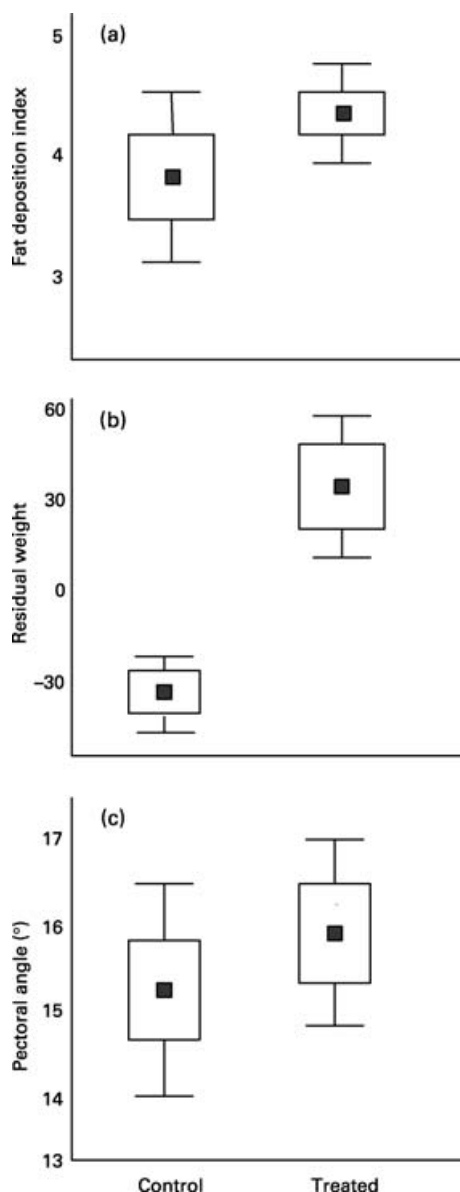 (a)
5
4
3
Fat deposition index
(b)
60
30
0
–30
Residual weight
(c)
17
16
15
14
13
Pectoral angle (°)
Control Treated